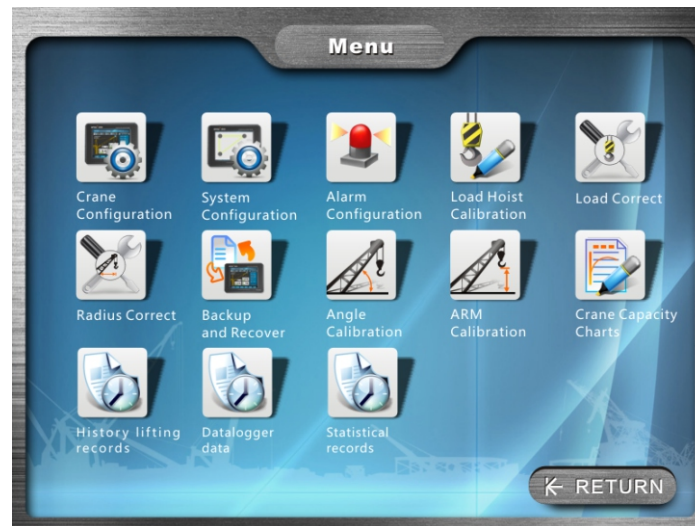 Menu
Crane
Configuration
System
Configuration
Alarm
Configuration
Load Hoist
Calibration
Load Correct
Radius Correct
Backup
and Recover
Angle
Calibration
ARM
Calibration
Crane Capacity
Charts
History lifting
records
Datalogger
data
Statistical
records
RETURN